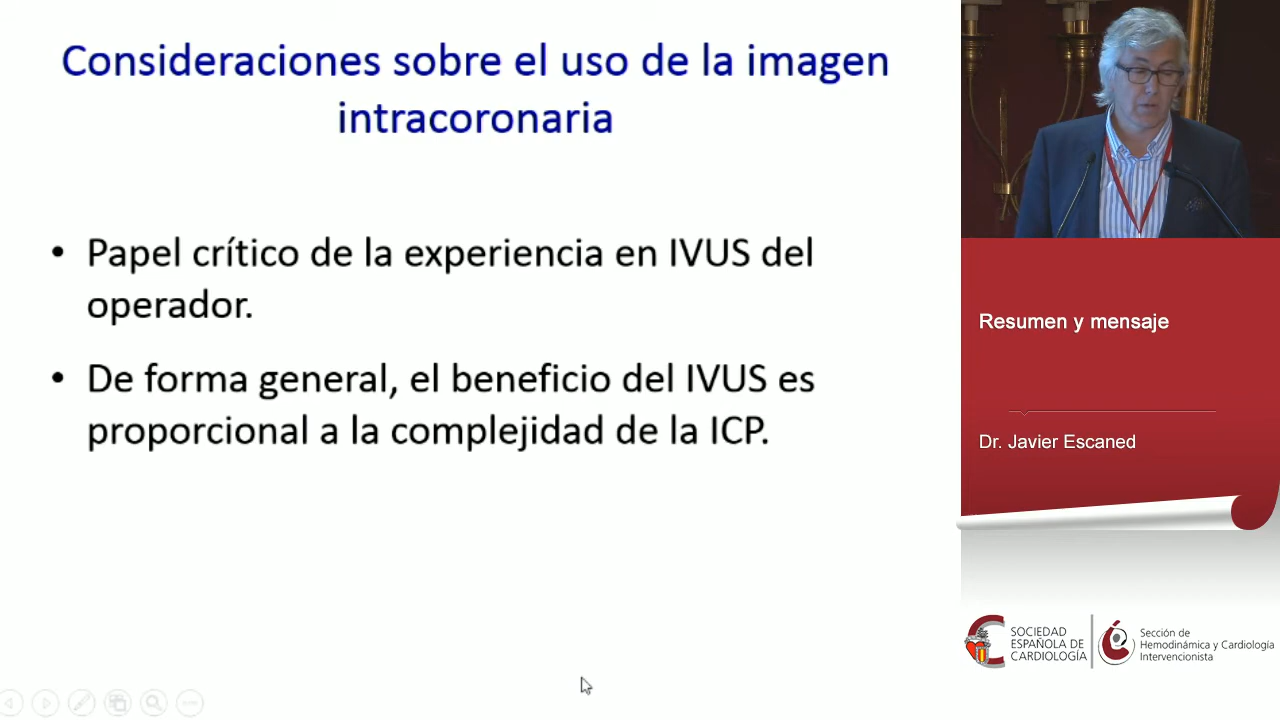 Consideraciones sobre el uso de la imagen
intracoronaria
• Papel crítico de la experiencia en IVUS del
operador.
• De forma general, el beneficio del IVUS es
proporcional a la complejidad de la ICP.
Resumen y mensaje
Dr. Javier Escaned
SOCIEDAD
ESPAÑOLA DE
CARDIOLOGÍA
Sección de
Hemodinámica y Cardiología
Intervencionista